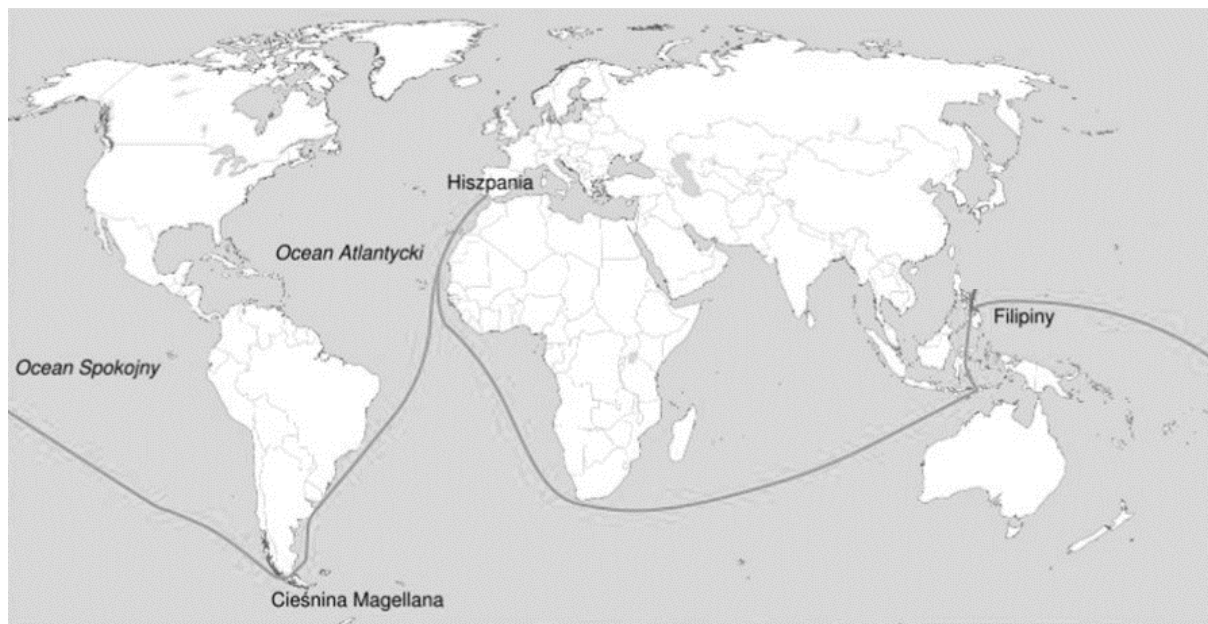 Hiszpania
Ocean Atlantycki
Filipiny
Ocean Spokojny
Cieśnina Magellana